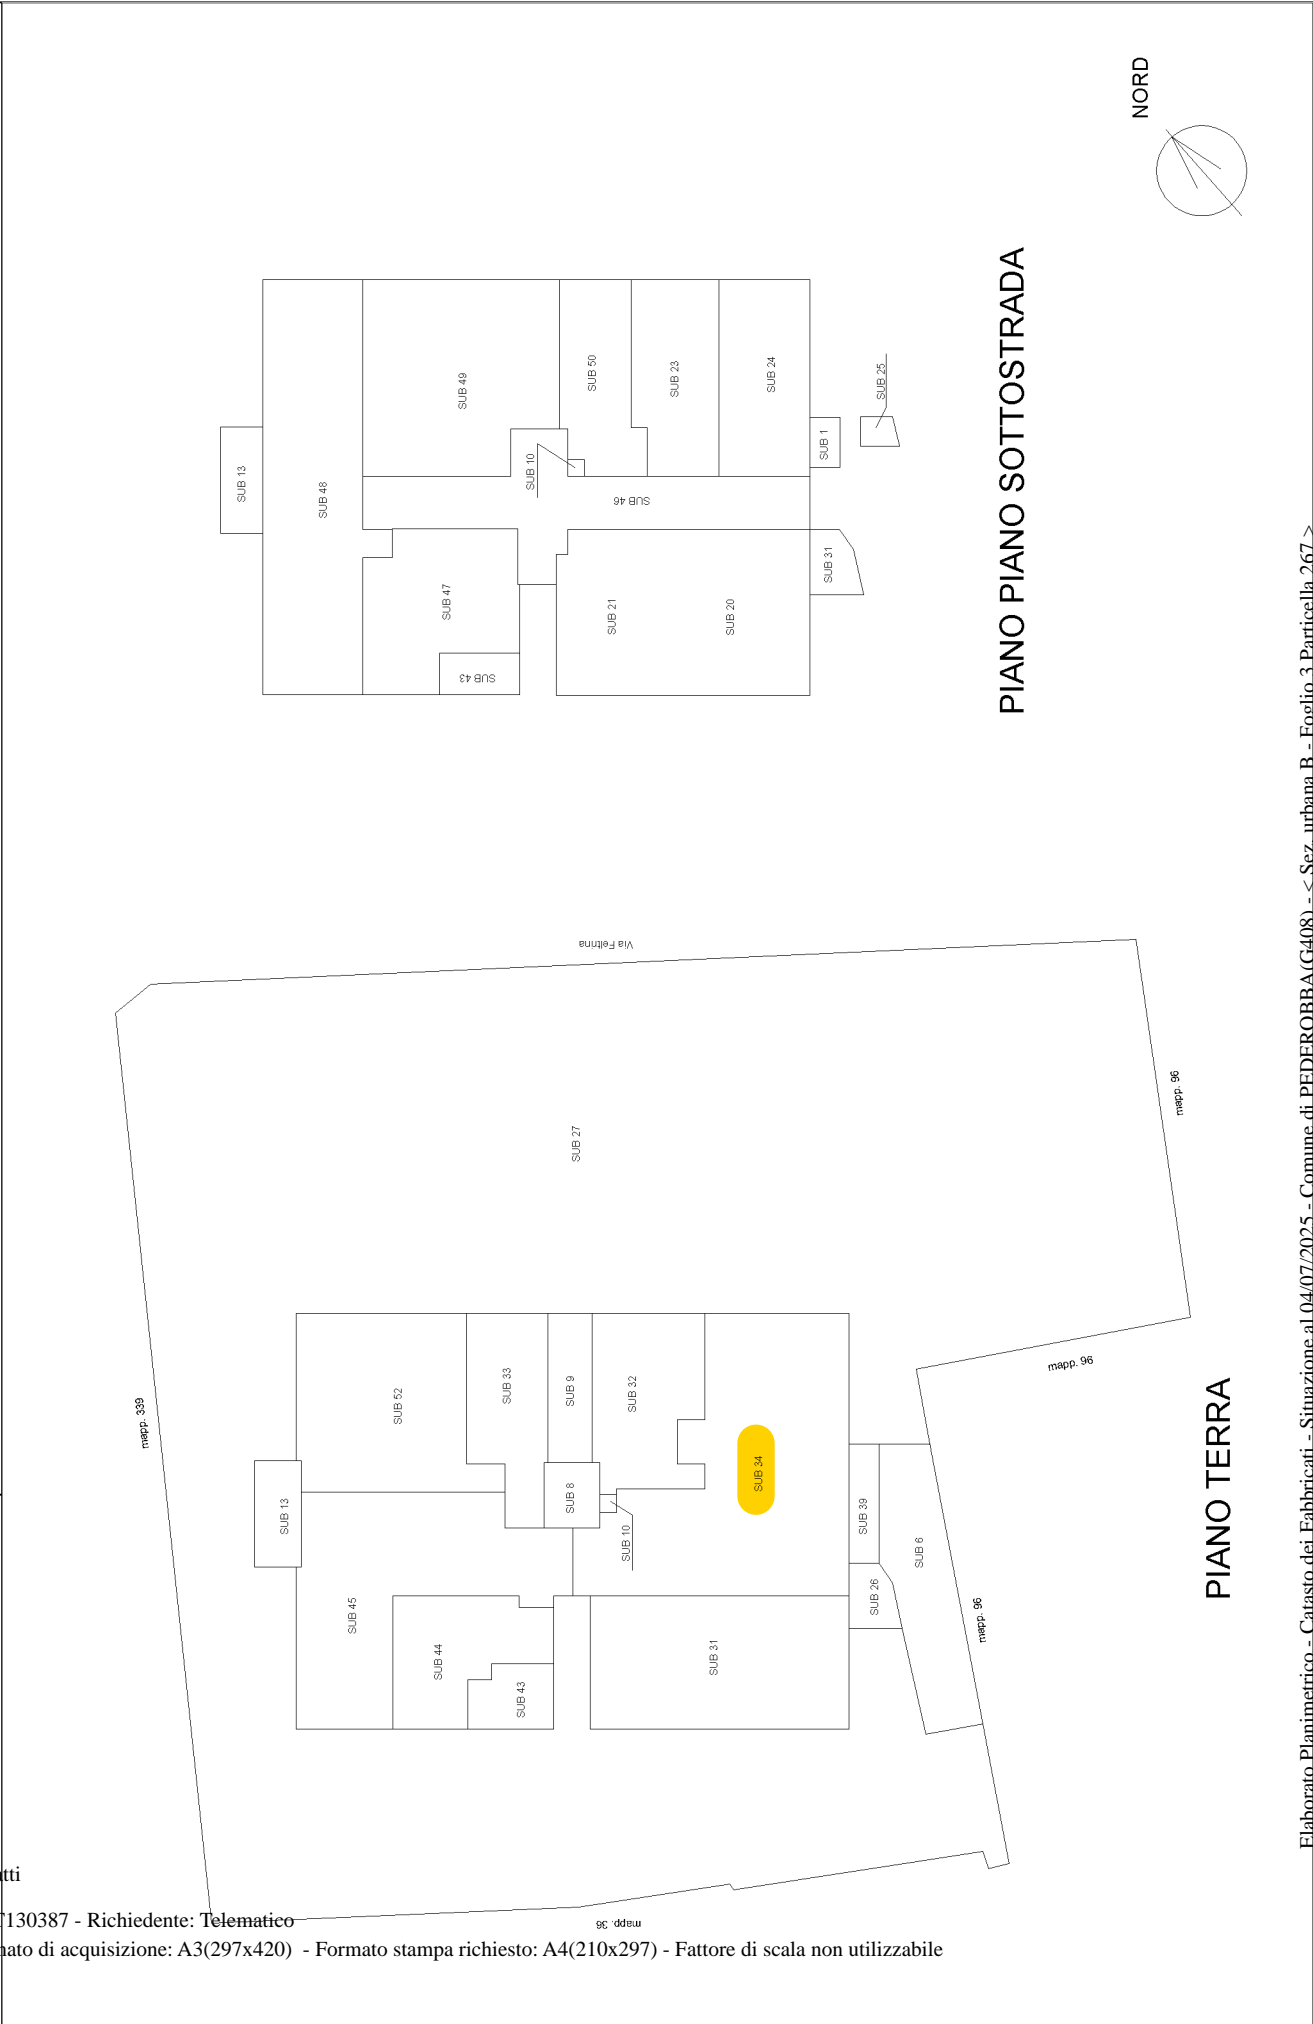 NORD
PIANO PIANO SOTTOSTRADA
SUB 13
SUB 48
SUB 49
SUB 50
SUB 23
SUB 24
SUB 25
SUB 1
SUB 10
SUB 46
SUB 31
SUB 47
SUB 21
SUB 20
SUB 43
Via Feltrina
mapp. 96
SUB 27
mapp. 339
mapp. 96
PIANO TERRA
SUB 52
SUB 33
SUB 9
SUB 32
SUB 34
SUB 13
SUB 8
SUB 10
SUB 39
SUB 6
SUB 26
mapp. 96
SUB 45
SUB 44
SUB 43
SUB 31
mapp. 36
Elaborato Planimetrico - Catasto dei Fabbricati - Situazione al 04/07/2025 - Comune di PEDEROBBA(G408) - < Sez. urbana B - Foglio 3 Particella 267 >
tti
T130387 - Richiedente: Telematico
nato di acquisizione: A3(297x420) - Formato stampa richiesto: A4(210x297) - Fattore di scala non utilizzabile